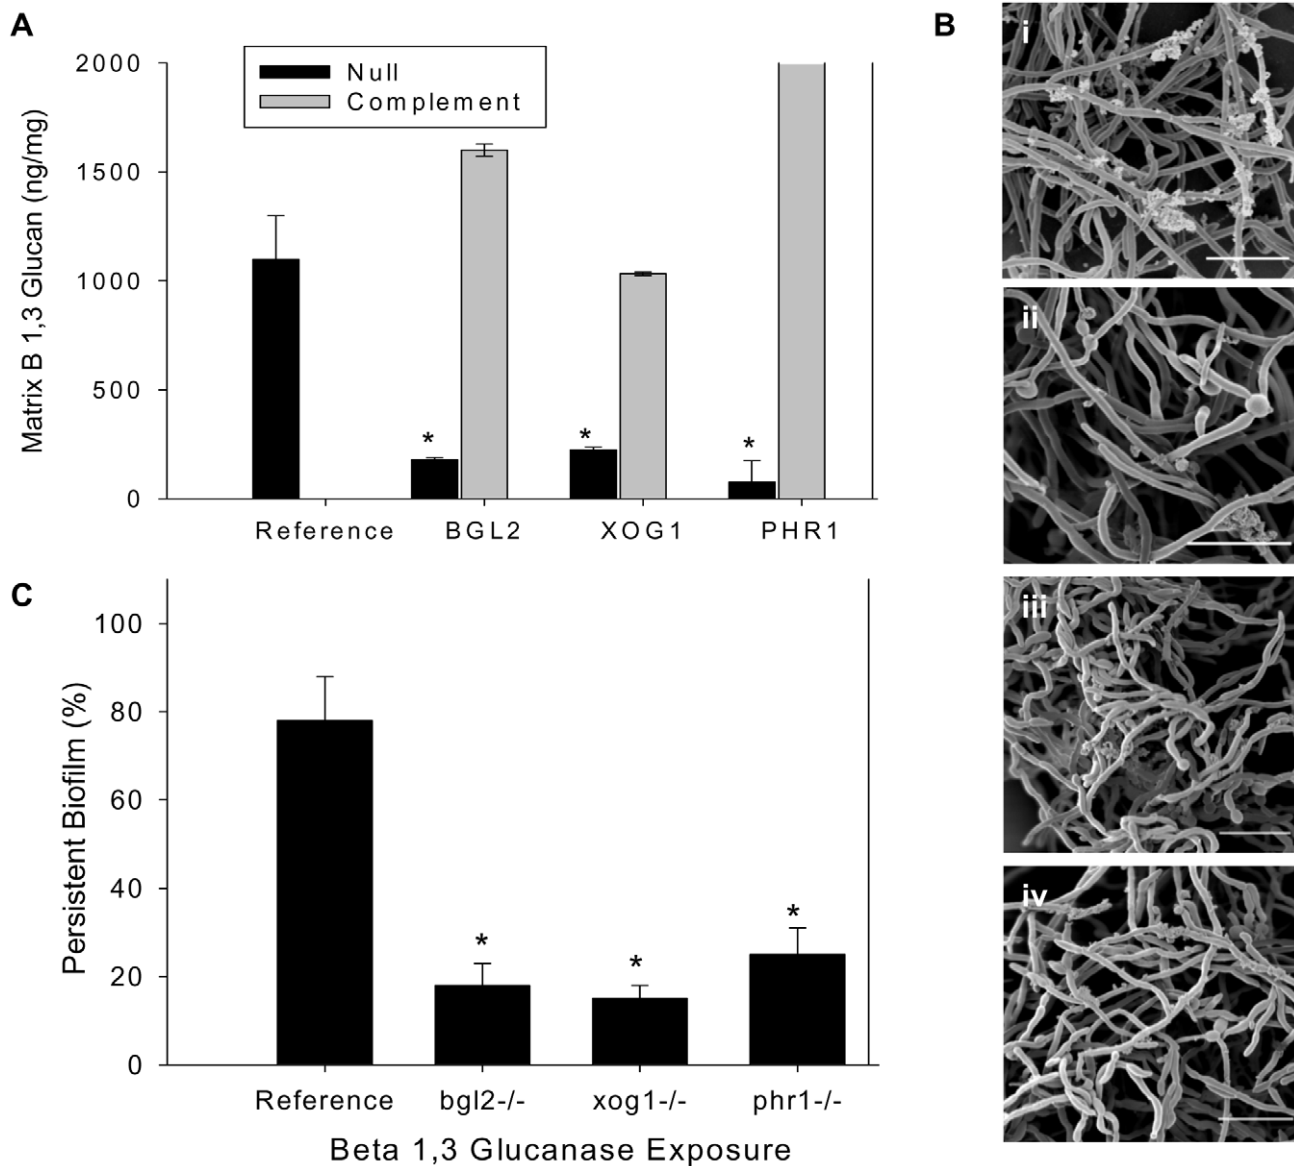 A
Null
Complement
Matrix B 1,3 Glucan (ng/mg)
2000
1500
1000
500
0
*
*
*
Reference BGL2 XOG1 PHR1
B
i
ii
iii
iv
C
Persistent Biofilm (%)
100
80
60
40
20
0
*
*
*
Reference bgl2-/- xog1-/- phr1-/-
Beta 1,3 Glucanase Exposure